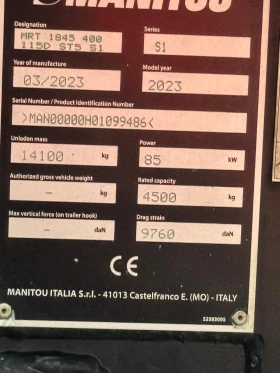 MANITOU
Designation Series
MRT 1845 400
115D ST5 S1 S1
Year of manufacture Model year
03/2023 2023
Serial Number / Product Identification Number
>MAN00000H01099486<
Unladen mass Power
14100 kg 85 kW
Authorized gross vehicle weight Rated capacity
— kg 4500 kg
Max vertical force (on trailer hook) Drag strain
— daN 9760 daN
CE
MANITOU ITALIA S.r.l. - 41013 Castelfranco E. (MO) - ITALY
52583095